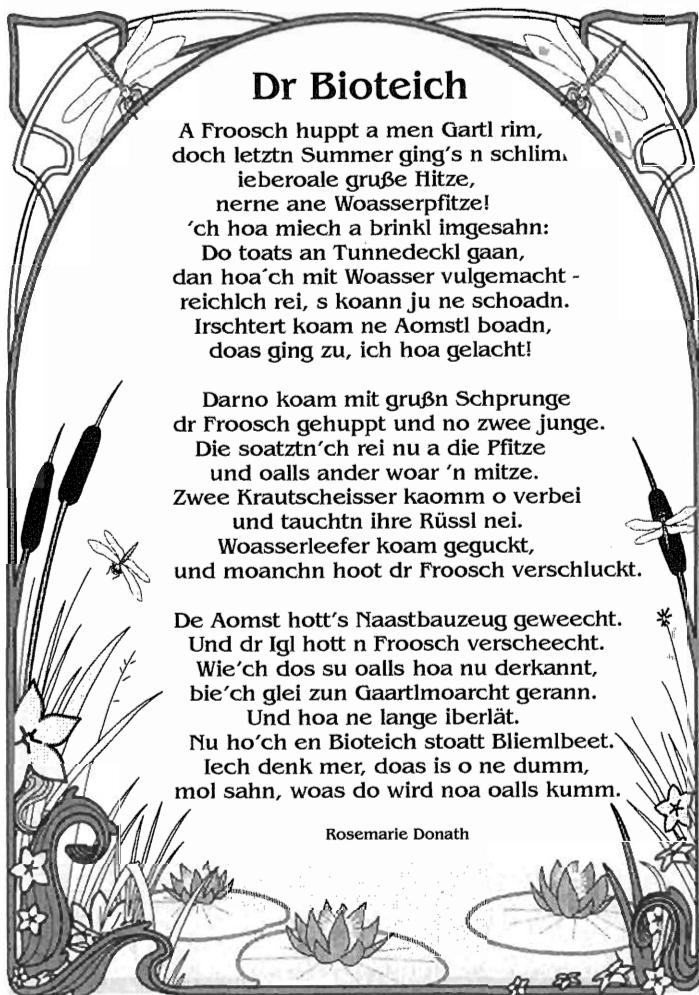 Dr Bioteich
A Froosch huppt a men Gartl rim,
doch letztn Summer ging's n schlim
ieberoale gruße Hitze,
nerne ane Woasserpfitze!
'ch hoa miech a brinkl imgesahn:
Do toats an Tunnedeckl gaan,
dan hoa´ch mit Woasser vulgemacht -
reichlch rei, s koann ju ne schoadn.
Irschtert koam ne Aomstl boadn,
doas ging zu, ich hoa gelacht!
Darno koam mit grußn Schprunge
dr Froosch gehuppt und no zwee junge.
Die soatztn'ch rei nu a die Pfitze
und oalls ander woar 'n mitze.
Zwee Krautscheisser kaomm o verbei
und tauchtn ihre Rüssl nei.
Woasserleefer koam geguckt,
und moanchn hoot dr Froosch verschluckt.
De Aomst hott's Naastbauzeug geweecht.
Und dr Igl hott n Froosch verscheecht.
Wie'ch dos su oalls hoa nu derkannt,
bie'ch glei zun Gaartlmoarcht gerann.
Und hoa ne lange iberlät.
Nu ho'ch en Bioteich stoatt Bliemlbeet.
Iech denk mer, doas is o ne dumm,
mol sahn, woas do wird noa oalls kumm.
Rosemarie Donath